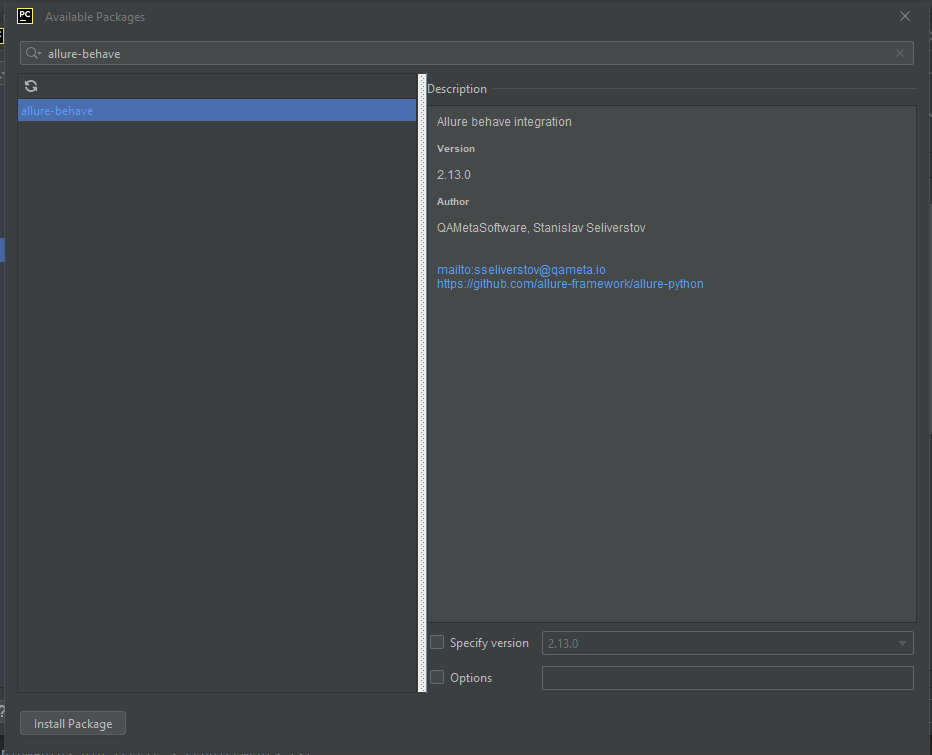 PC
Available Packages
allure-behave
allure-behave
Description
Allure behave integration
Version
2.13.0
Author
QAMetaSoftware, Stanislav Seliverstov
mailto:sseliverstov@qameta.io
https://github.com/allure-framework/allure-python
Specify version
2.13.0
Options
Install Package
?